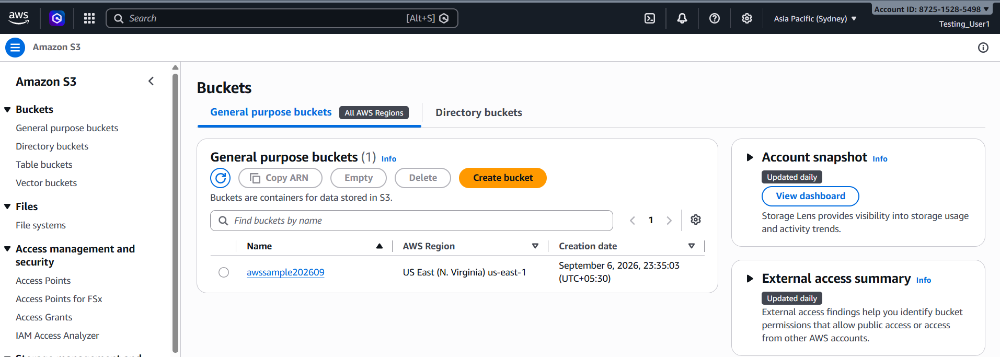 aws
Search
[Alt+S]
Asia Pacific (Sydney)
Account ID: 8725-1528-5498
Testing_User1
Amazon S3
Amazon S3
Buckets
General purpose buckets
Directory buckets
Table buckets
Vector buckets
Files
File systems
Access management and
security
Access Points
Access Points for FSx
Access Grants
IAM Access Analyzer
Storage management and
Buckets
General purpose buckets
All AWS Regions
Directory buckets
General purpose buckets (1) Info
Copy ARN
Empty
Delete
Create bucket
Buckets are containers for data stored in S3.
Find buckets by name
1
Name
AWS Region
Creation date
awssample202609
US East (N. Virginia) us-east-1
September 6, 2026, 23:35:03
(UTC+05:30)
Account snapshot Info
Updated daily
View dashboard
Storage Lens provides visibility into storage usage
and activity trends.
External access summary Info
Updated daily
External access findings help you identify bucket
permissions that allow public access or access
from other AWS accounts.